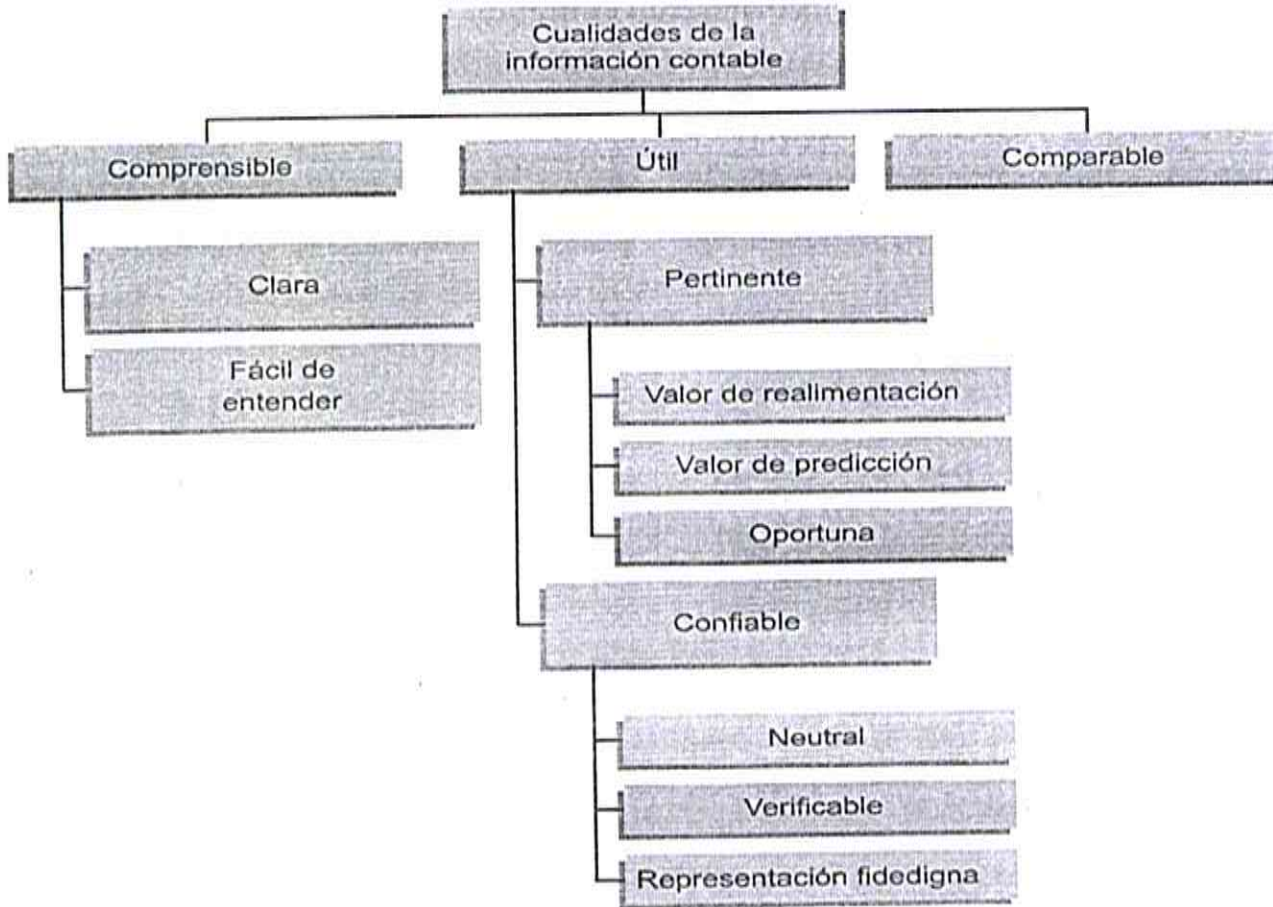 Cualidades de la
información contable
Comprensible
Útil
Comparable
Clara
Fácil de
entender
Pertinente
Valor de realimentación
Valor de predicción
Oportuna
Confiable
Neutral
Verificable
Representación fidedigna